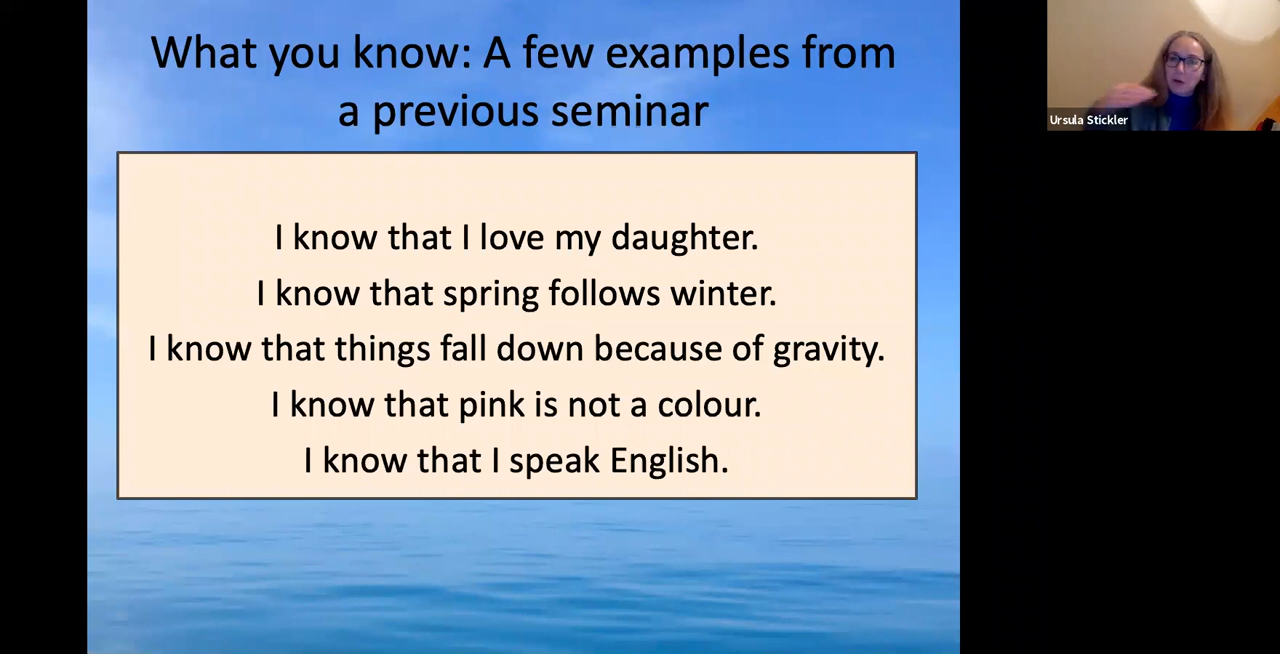 What you know: A few examples from
a previous seminar
I know that I love my daughter.
I know that spring follows winter.
I know that things fall down because of gravity.
I know that pink is not a colour.
I know that I speak English.
Ursula Stickler